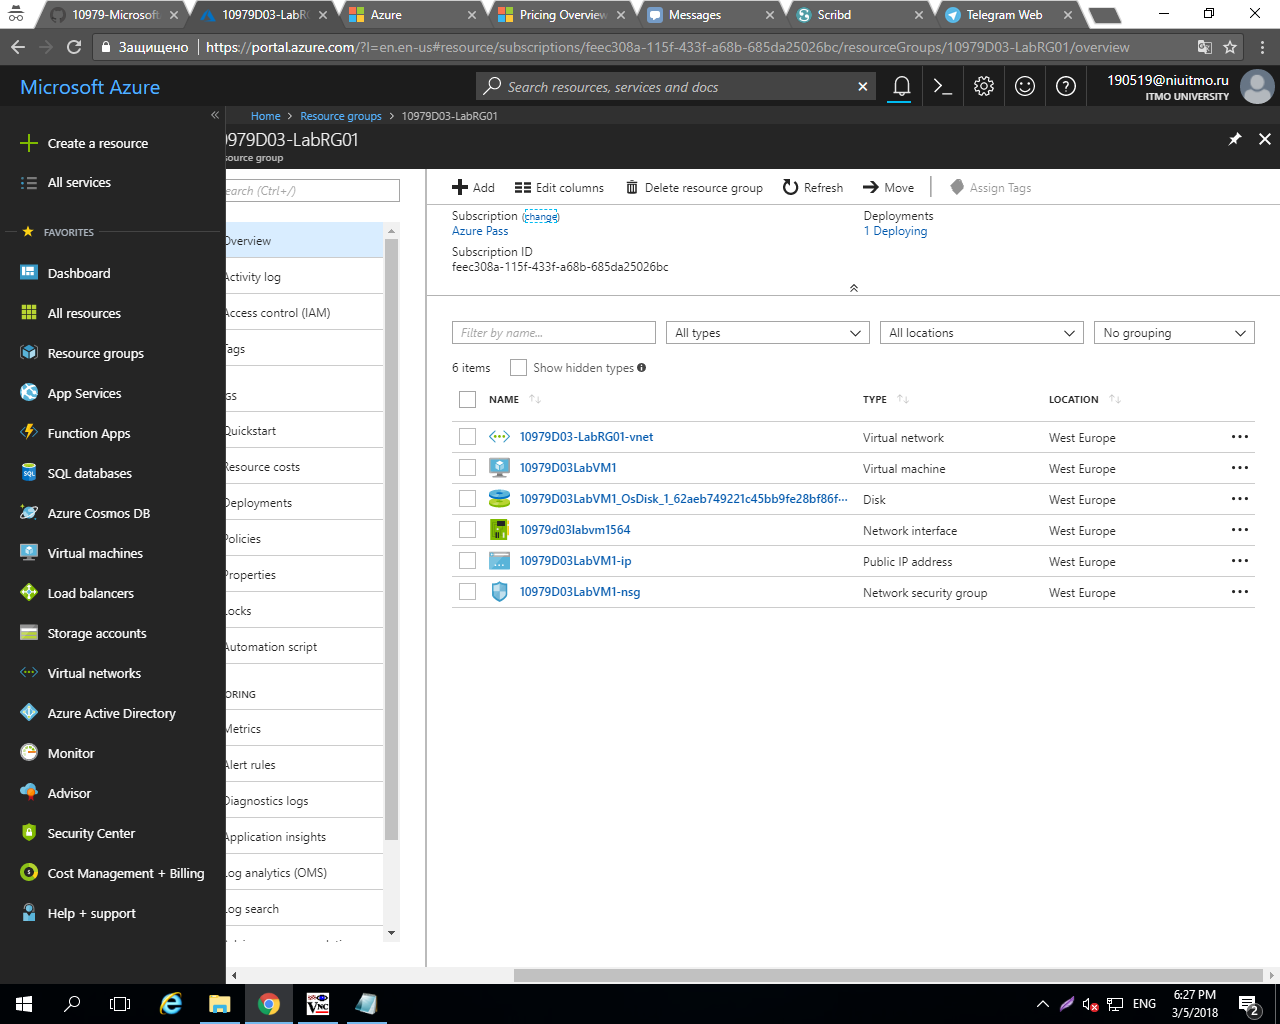 10979-Microsoft
10979D03-LabRG
Azure
Pricing Overview
Messages
Scribd
Telegram Web
Защищено
https://portal.azure.com/?l=en.en-us#resource/subscriptions/feec308a-115f-433f-a68b-685da25026bc/resourceGroups/10979D03-LabRG01/overview
Microsoft Azure
Search resources, services and docs
190519@niuitmo.ru
ITMO UNIVERSITY
Home > Resource groups > 10979D03-LabRG01
0979D03-LabRG01
source group
Create a resource
All services
FAVORITES
Dashboard
All resources
Resource groups
App Services
Function Apps
SQL databases
Azure Cosmos DB
Virtual machines
Load balancers
Storage accounts
Virtual networks
Azure Active Directory
Monitor
Advisor
Security Center
Cost Management + Billing
Help + support
earch (Ctrl+/)
Overview
Activity log
Access control (IAM)
Tags
GS
Quickstart
Resource costs
Deployments
Policies
Properties
Locks
Automation script
ORING
Metrics
Alert rules
Diagnostics logs
Application insights
Log analytics (OMS)
Log search
Add
Edit columns
Delete resource group
Refresh
Move
Assign Tags
Subscription (change)
Azure Pass
Deployments
1 Deploying
Subscription ID
feec308a-115f-433f-a68b-685da25026bc
Filter by name...
All types
All locations
No grouping
6 items
Show hidden types
NAME TYPE LOCATION
10979D03-LabRG01-vnet Virtual network West Europe
10979D03LabVM1 Virtual machine West Europe
10979D03LabVM1_OsDisk_1_62aeb749221c45bb9fe28bf86f... Disk West Europe
10979d03labvm1564 Network interface West Europe
10979D03LabVM1-ip Public IP address West Europe
10979D03LabVM1-nsg Network security group West Europe
ENG
6:27 PM
3/5/2018
2